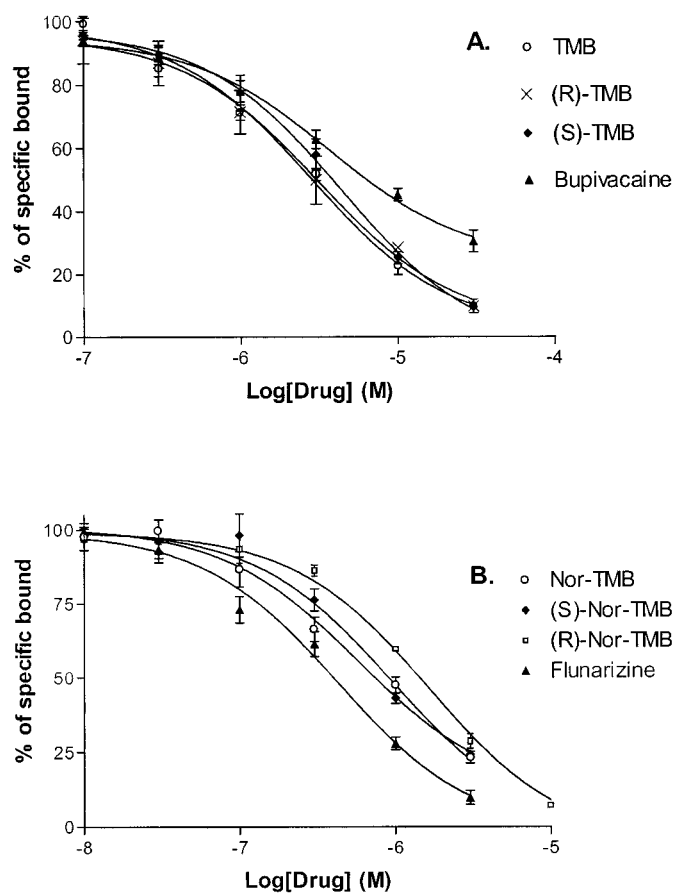 A.
TMB
(R)-TMB
(S)-TMB
Bupivacaine
% of specific bound
100
80
60
40
20
0
-7
-6
-5
-4
Log[Drug] (M)
B.
Nor-TMB
(S)-Nor-TMB
(R)-Nor-TMB
Flunarizine
% of specific bound
100
75
50
25
0
-8
-7
-6
-5
Log[Drug] (M)